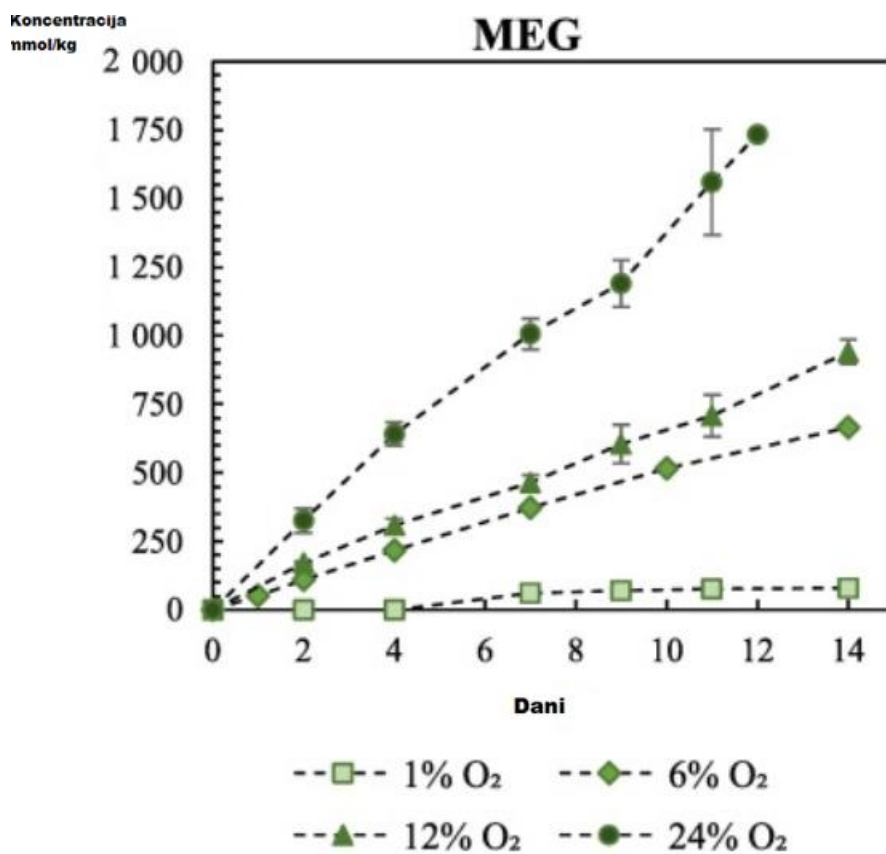 Koncentracija
mmol/kg
MEG
2 000
1 750
1 500
1 250
1 000
750
500
250
0
0 2 4 6 8 10 12 14
Dani
1% O₂ 6% O₂
12% O₂ 24% O₂